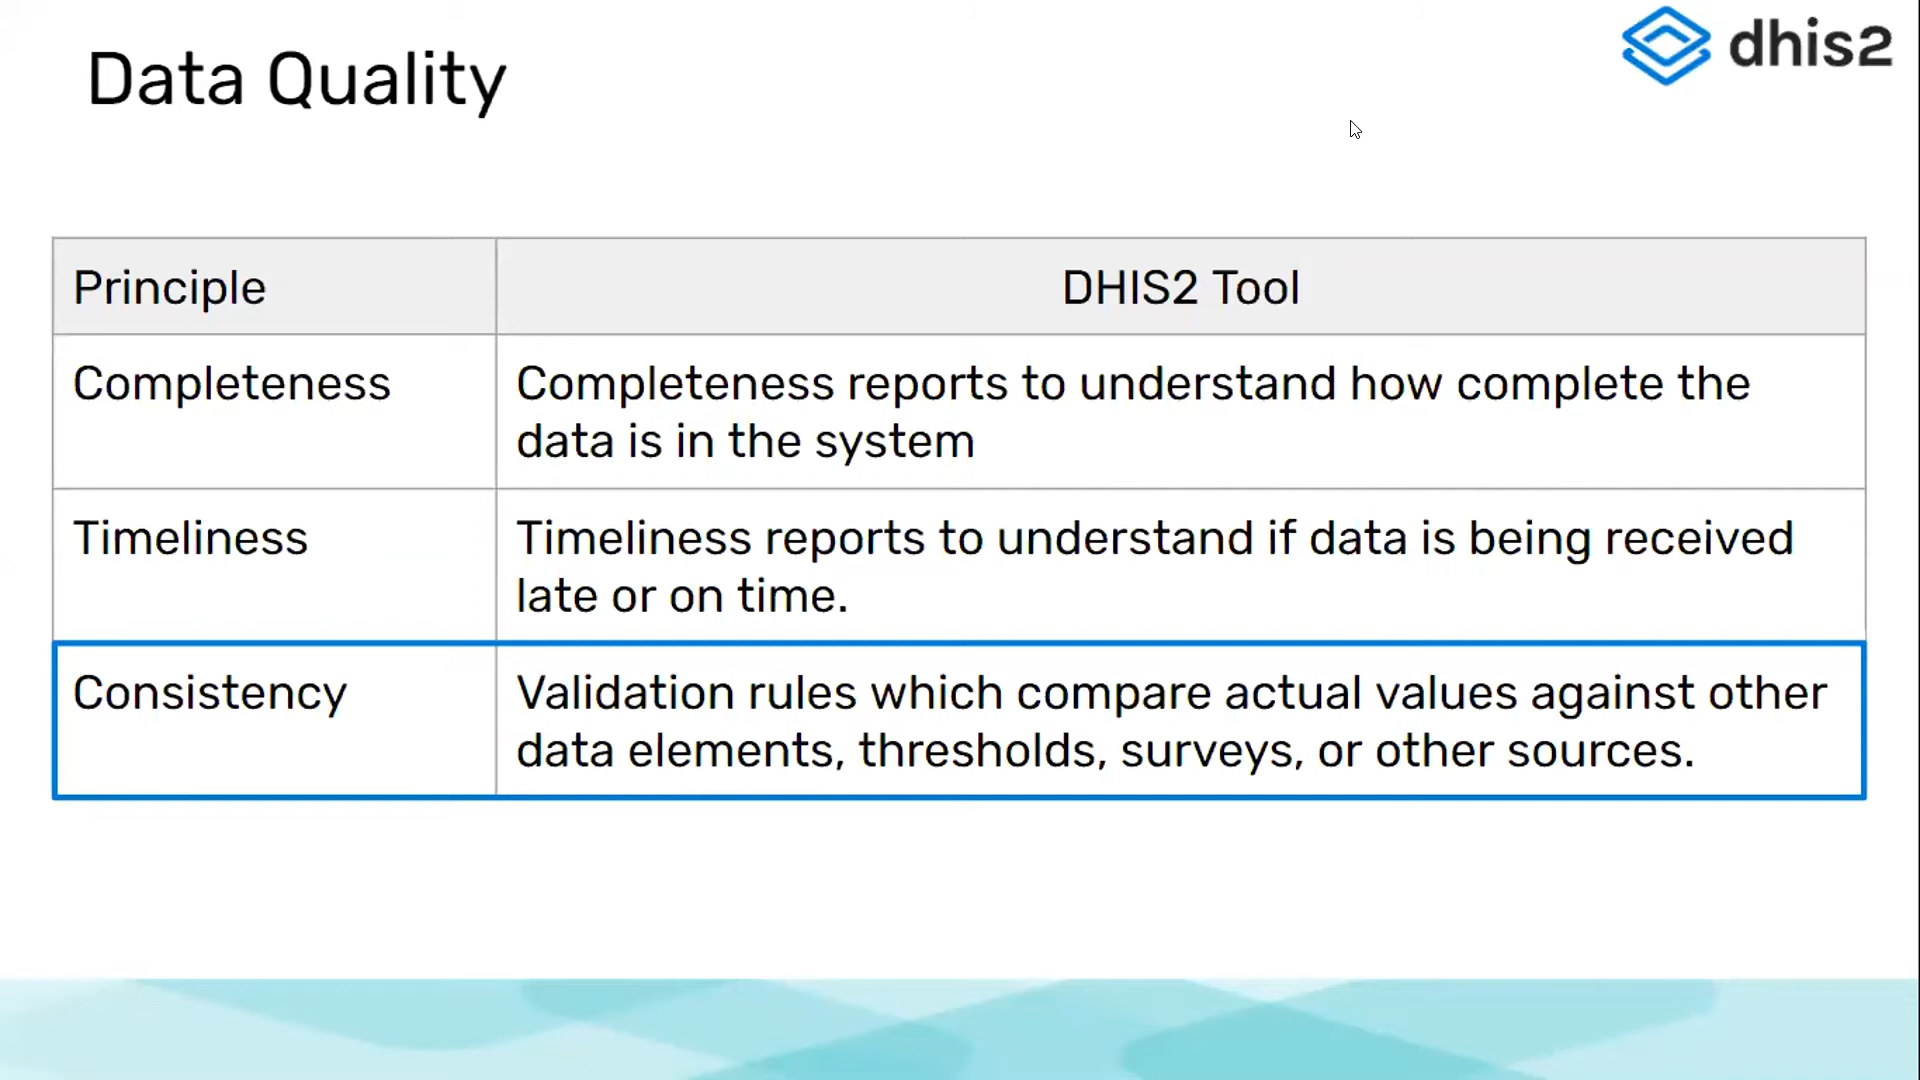 Data Quality
dhis2
Principle
DHIS2 Tool
Completeness
Completeness reports to understand how complete the
data is in the system
Timeliness
Timeliness reports to understand if data is being received
late or on time.
Consistency
Validation rules which compare actual values against other
data elements, thresholds, surveys, or other sources.